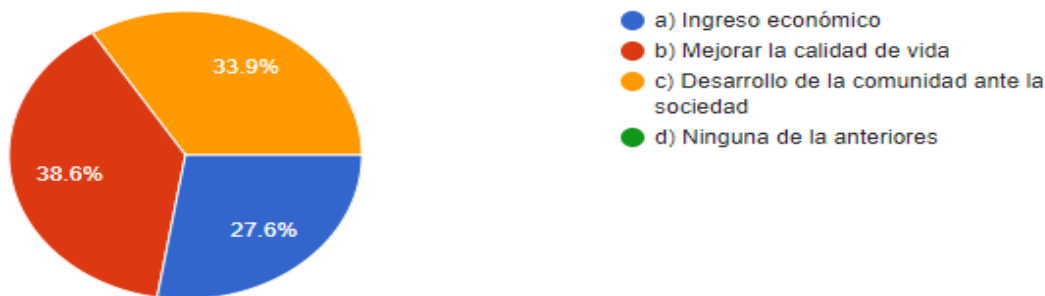 33.9%
38.6%
27.6%
a) Ingreso económico
b) Mejorar la calidad de vida
c) Desarrollo de la comunidad ante la
sociedad
d) Ninguna de la anteriores